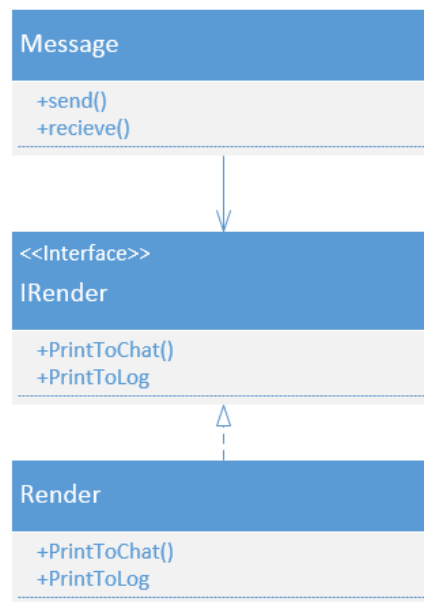 Message
+send()
+recieve()
<<Interface>>
IRender
+PrintToChat()
+PrintToLog
Render
+PrintToChat()
+PrintToLog